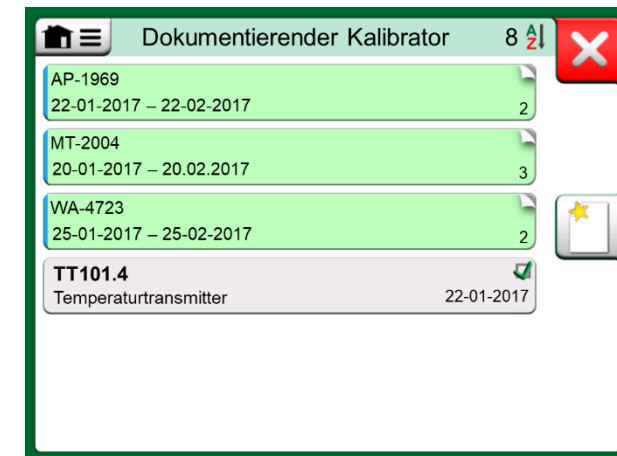 Dokumentierender Kalibrator 8 AZ
AP-1969
22-01-2017 – 22-02-2017 2
MT-2004
20-01-2017 – 20.02.2017 3
WA-4723
25-01-2017 – 25-02-2017 2
TT101.4
Temperaturtransmitter 22-01-2017